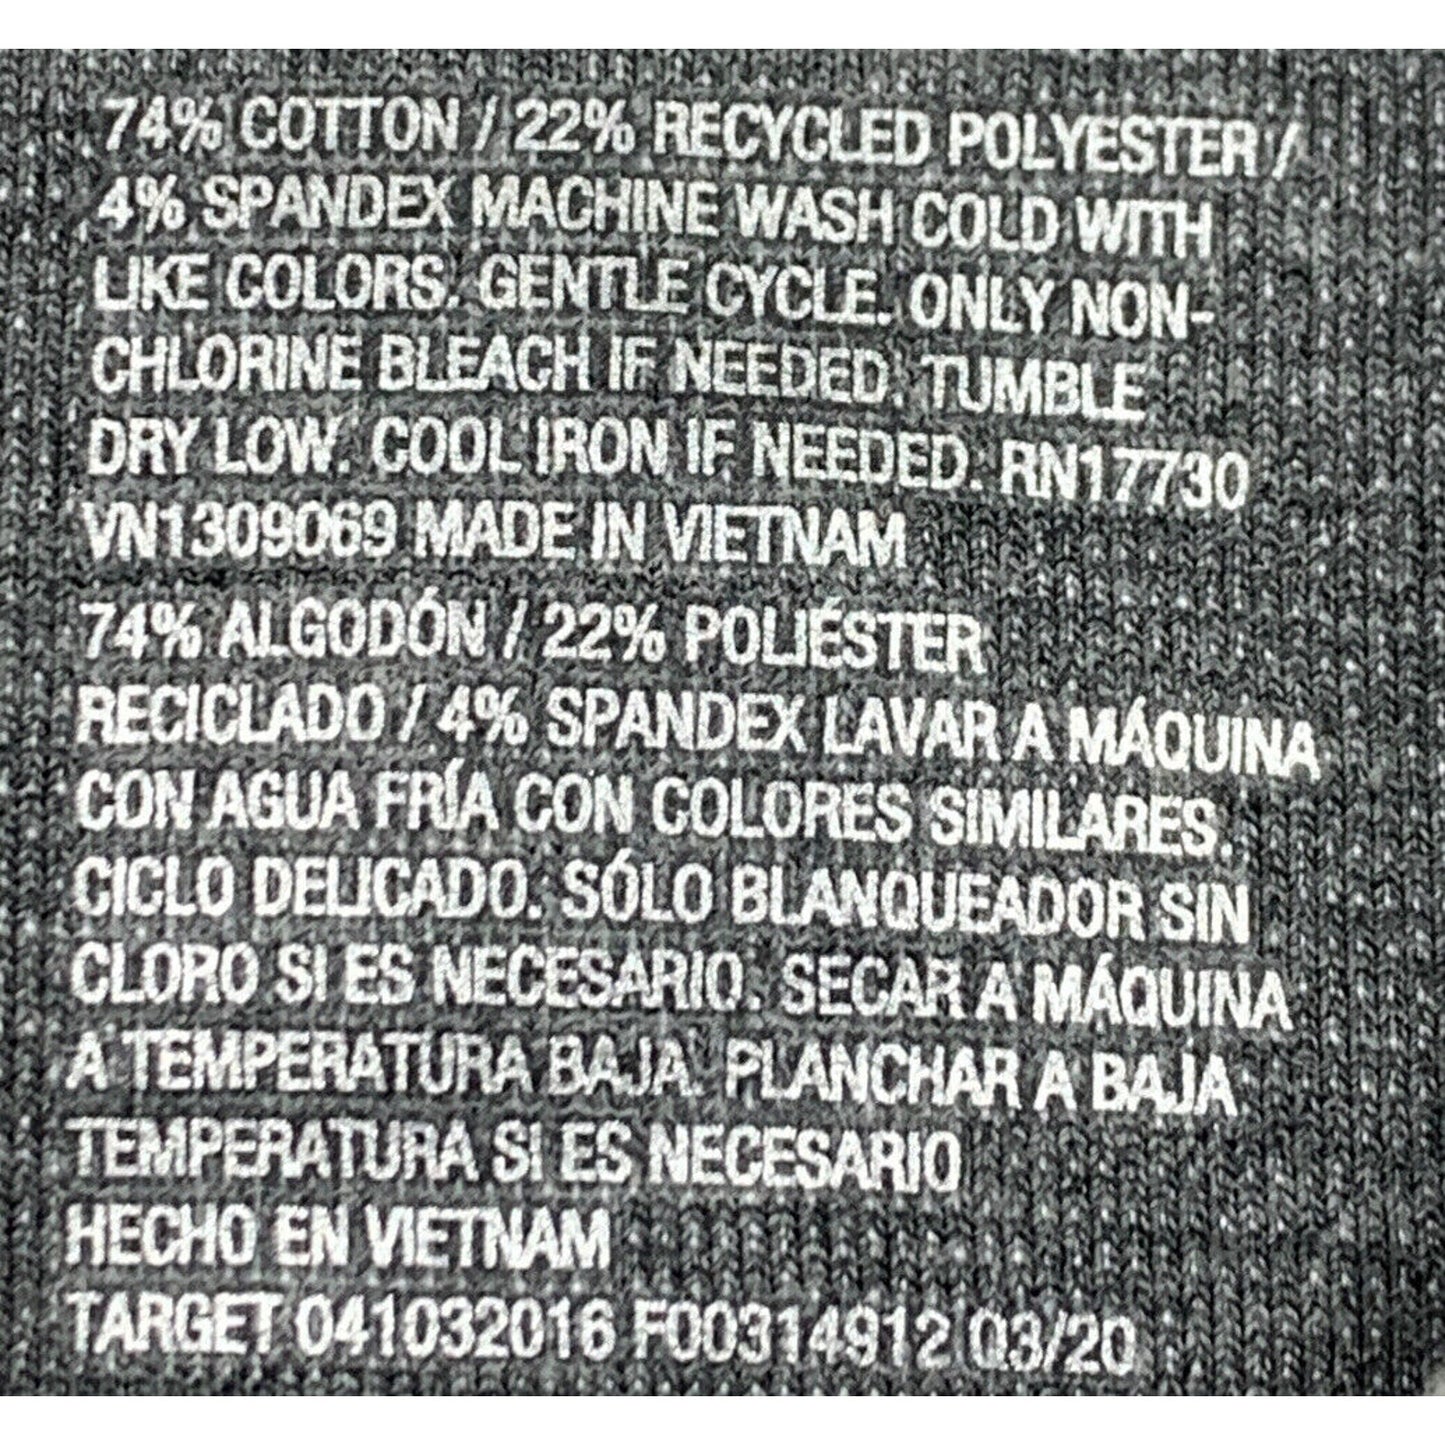 74% COTTON / 22% RECYCLED POLYESTER /
4% SPANDEX MACHINE WASH COLD WITH
LIKE COLORS. GENTLE CYCLE. ONLY NON-
CHLORINE BLEACH IF NEEDED. TUMBLE
DRY LOW. COOL IRON IF NEEDED. RN17730
VN1309069 MADE IN VIETNAM
74% ALGODÓN / 22% POLIÉSTER
RECICLADO / 4% SPANDEX LAVAR A MÁQUINA
CON AGUA FRÍA CON COLORES SIMILARES.
CICLO DELICADO. SÓLO BLANQUEADOR SIN
CLORO SI ES NECESARIO. SECAR A MÁQUINA
A TEMPERATURA BAJA. PLANCHAR A BAJA
TEMPERATURA SI ES NECESARIO
HECHO EN VIETNAM
TARGET 041032016 F00314912 03/20